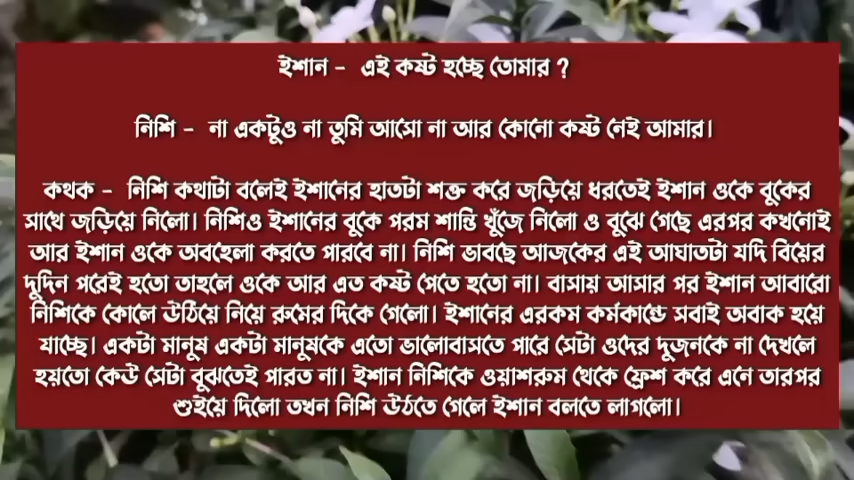 ইশান - এই কষ্ট হচ্ছে তোমার ?
নিশি - না একটুও না তুমি আসো না আর কোনো কষ্ট নেই আমার।
কথক - নিশি কথাটা বলেই ইশানের হাতটা শক্ত করে জড়িয়ে ধরতেই ইশান ওকে বুকের
সাথে জড়িয়ে নিলো। নিশিও ইশানের বুকে পরম শান্তি খুঁজে নিলো ও বুঝে গেছে এরপর কখনোই
আর ইশান ওকে অবহেলা করতে পারবে না। নিশি ভাবছে আজকের এই আঘাতটা যদি বিয়ের
দুদিন পরেই হতো তাহলে ওকে আর এত কষ্ট পেতে হতো না। বাসায় আসার পর ইশান আবারো
নিশিকে কোলে উঠিয়ে নিয়ে রুমের দিকে গেলো। ইশানের এরকম কর্মকান্ডে সবাই অবাক হয়ে
যাচ্ছে। একটা মানুষ একটা মানুষকে এতো ভালোবাসতে পারে সেটা ওদের দুজনকে না দেখলে
হয়তো কেউ সেটা বুঝতেই পারত না। ইশান নিশিকে ওয়াশরুম থেকে ফ্রেশ করে এনে তারপর
শুইয়ে দিলো তখন নিশি উঠতে গেলে ইশান বলতে লাগলো।